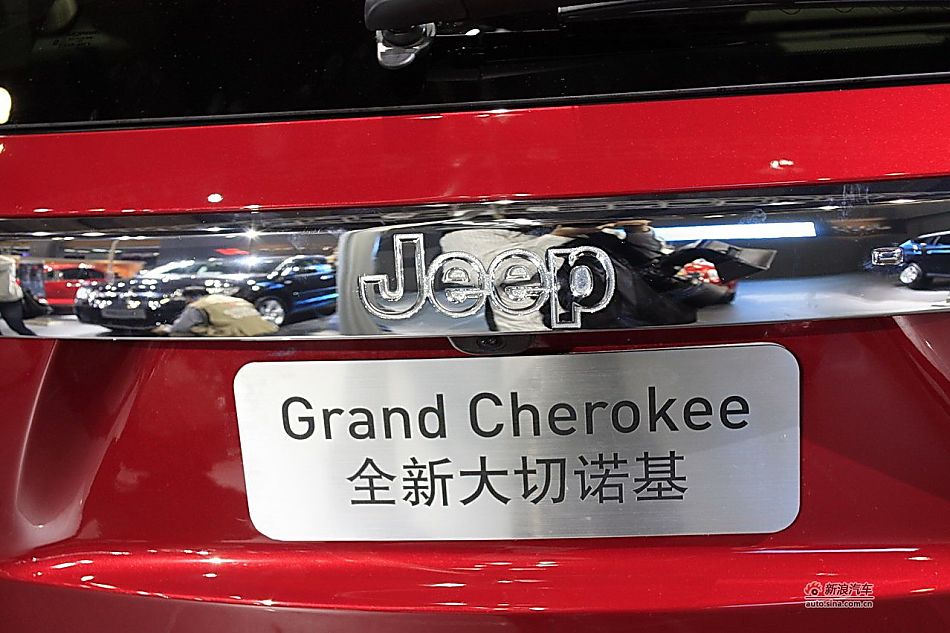 Jeep
Grand Cherokee
全新大切诺基
新浪汽车
auto.sina.com.cn